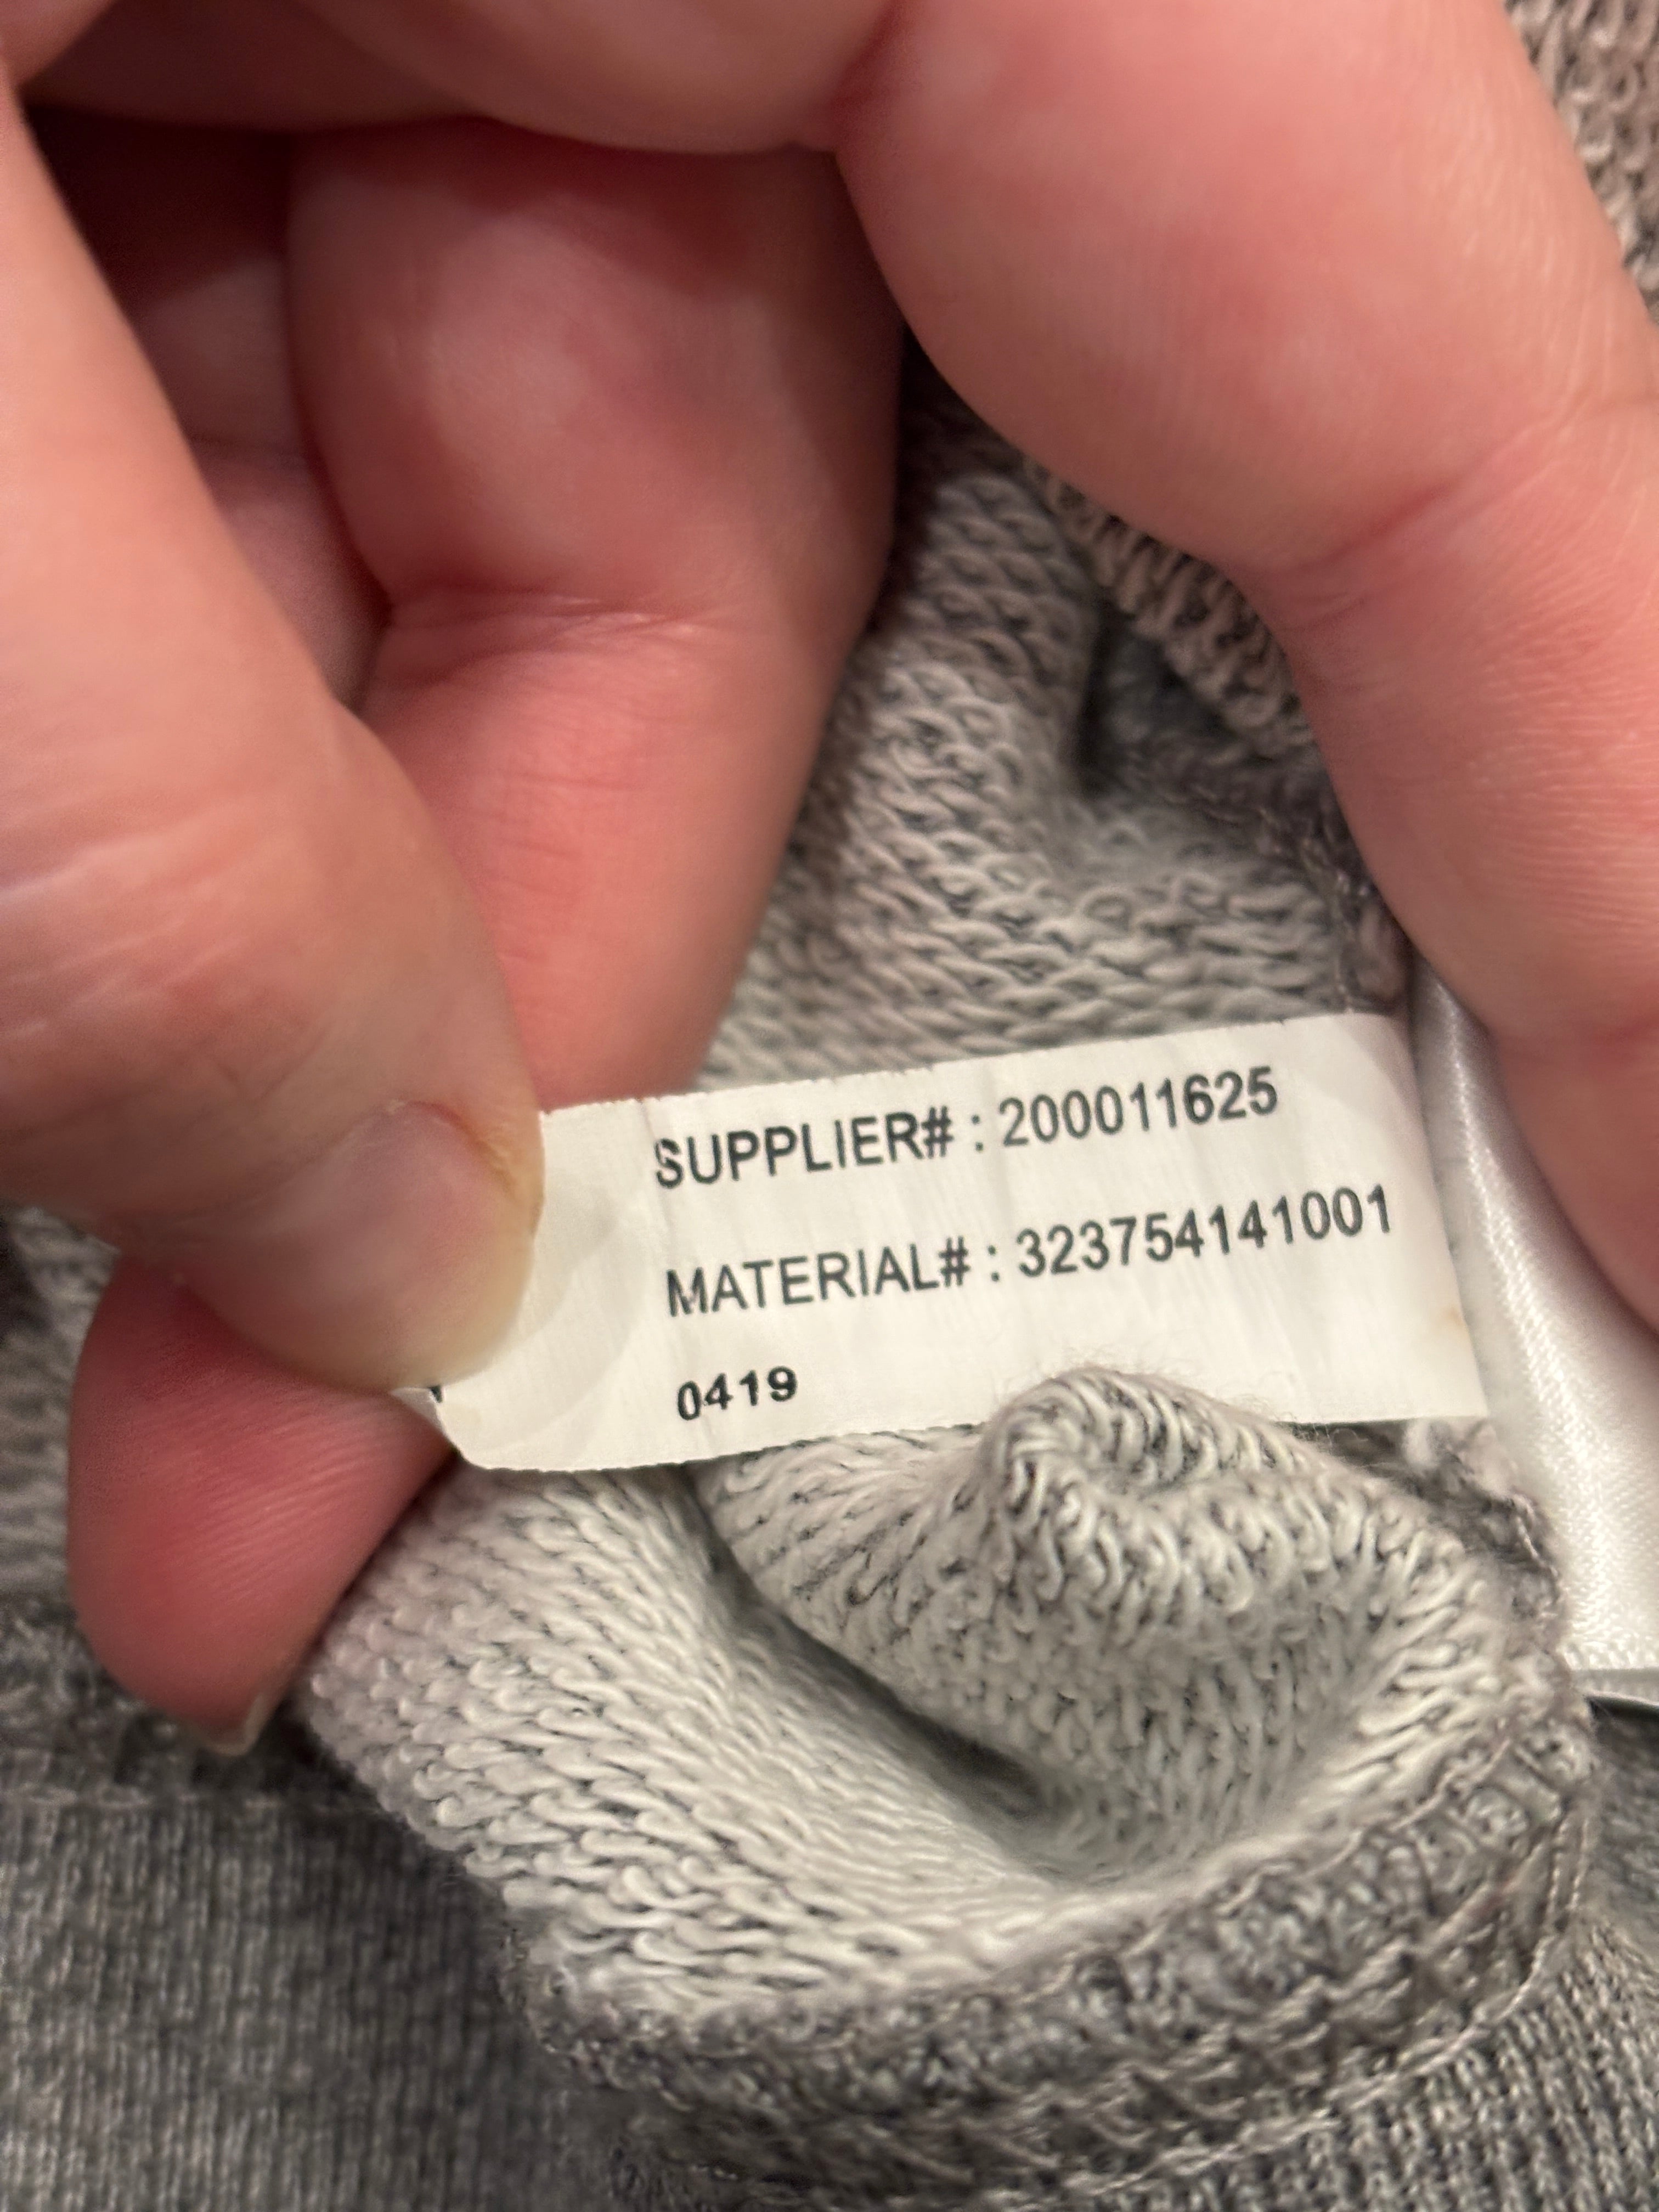 SUPPLIER# : 200011625
MATERIAL# : 323754141001
0419